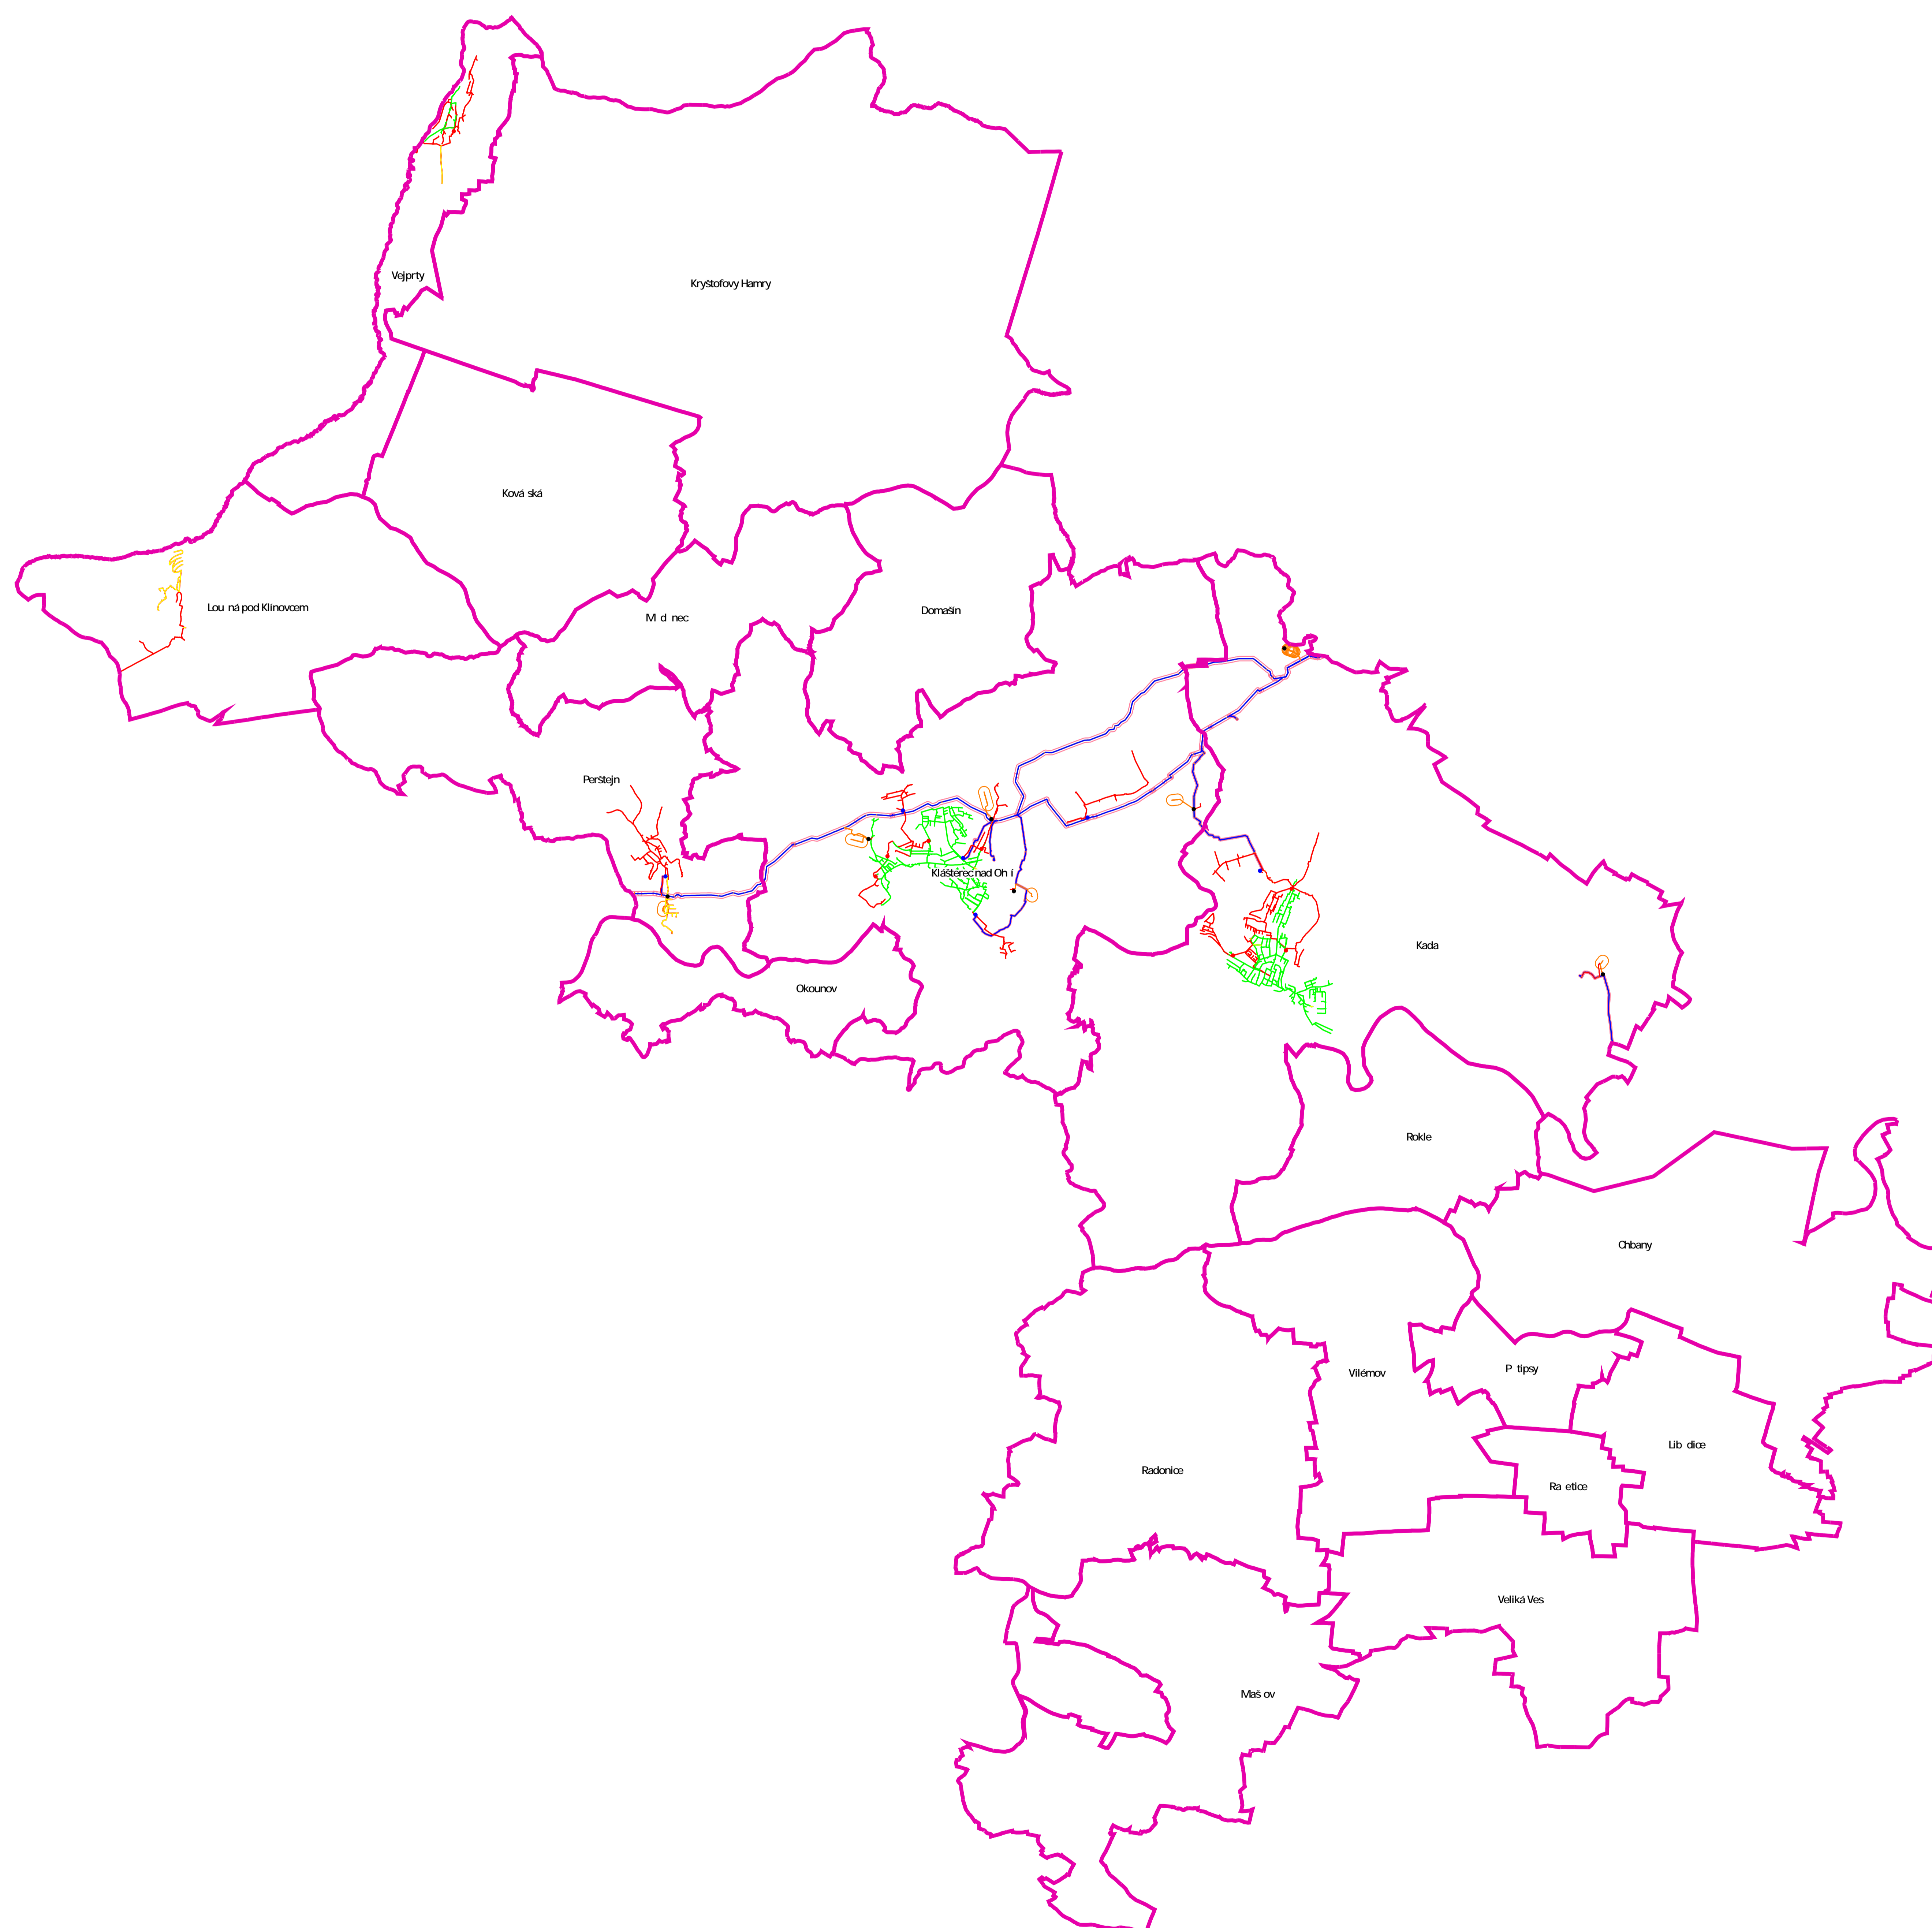 Vejprty
Kryštofovy Hamry
Ková ská
Lou ná pod Klínovcem
M d nec
Domašín
Perštejn
Klášterec nad Oh í
Kada
Okounov
Rokle
Chbany
Vilémov
P tipsy
Lib dice
Radonice
Ra etice
Veliká Ves
Maš ov